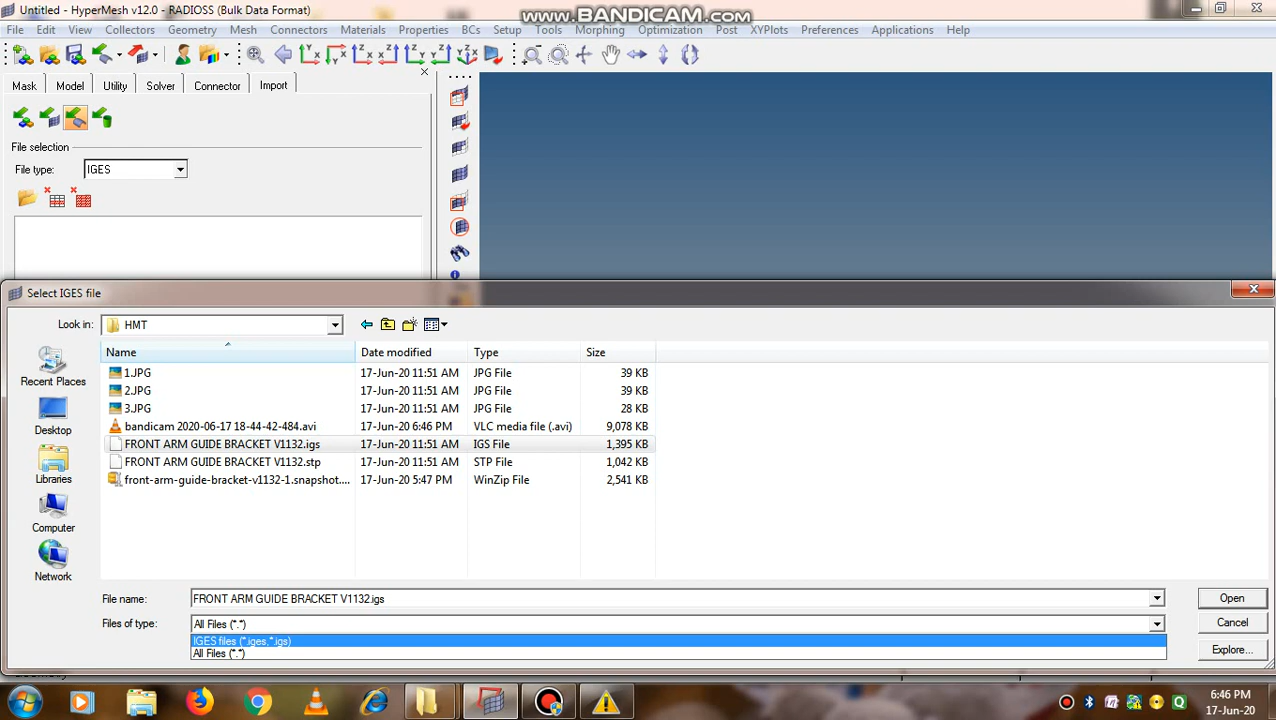 Untitled - HyperMesh v12.0 - RADIOSS (Bulk Data Format)
www.BANDICAM.com
File Edit View Collectors Geometry Mesh Connectors Materials Properties BCs Setup Tools Morphing Optimization Post XYPlots Preferences Applications Help
Mask Model Utility Solver Connector Import
File selection
File type: IGES
Select IGES file
Look in: HMT
Name Date modified Type Size
1.JPG 17-Jun-20 11:51 AM JPG File 39 KB
2.JPG 17-Jun-20 11:51 AM JPG File 39 KB
3.JPG 17-Jun-20 11:51 AM JPG File 28 KB
bandicam 2020-06-17 18-44-42-484.avi 17-Jun-20 6:46 PM VLC media file (.avi) 9,078 KB
FRONT ARM GUIDE BRACKET V1132.igs 17-Jun-20 11:51 AM IGS File 1,395 KB
FRONT ARM GUIDE BRACKET V1132.stp 17-Jun-20 11:51 AM STP File 1,042 KB
front-arm-guide-bracket-v1132-1.snapshot.... 17-Jun-20 5:47 PM WinZip File 2,541 KB
Recent Places
Desktop
Libraries
Computer
Network
File name: FRONT ARM GUIDE BRACKET V1132.igs Open
Files of type: All Files (*.*) Cancel
IGES files (*.iges,*.igs)
All Files (*.*) Explore...
6:46 PM
17-Jun-20